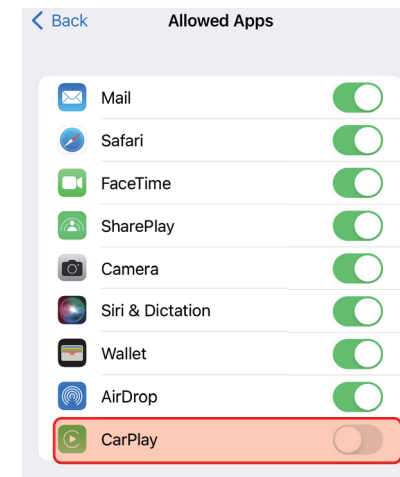 Back
Allowed Apps
Mail
Safari
FaceTime
SharePlay
Camera
Siri & Dictation
Wallet
AirDrop
CarPlay